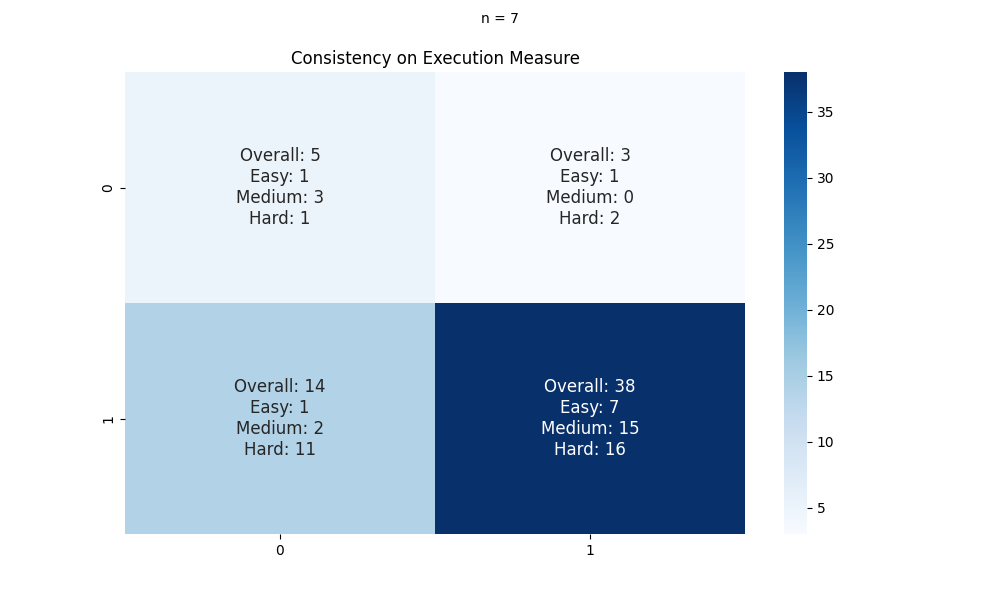 n = 7
Consistency on Execution Measure
Overall: 5
Easy: 1
Medium: 3
Hard: 1
Overall: 3
Easy: 1
Medium: 0
Hard: 2
Overall: 14
Easy: 1
Medium: 2
Hard: 11
Overall: 38
Easy: 7
Medium: 15
Hard: 16
0
1
0
1
35
30
25
20
15
10
5